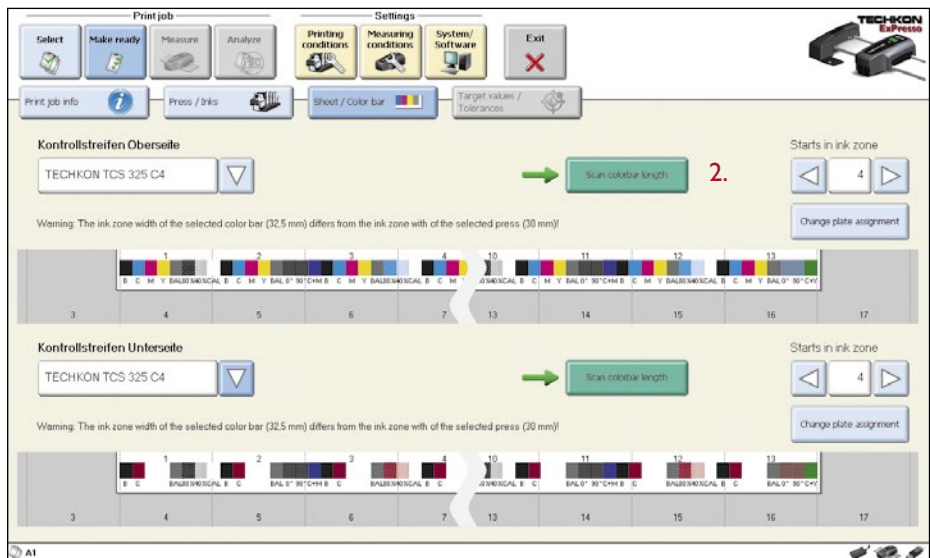 Print job
Settings
Select
Make ready
Measure
Analyze
Printing conditions
Measuring conditions
System/ Software
Exit
TECHKON
ExPresso
Print job info
Press / Inks
Sheet / Color bar
Target values / Tolerances
Kontrollstreifen Oberseite
Starts in ink zone
TECHKON TCS 325 C4
Scan colorbar length
2.
4
Warning: The ink zone width of the selected color bar (32,5 mm) differs from the ink zone with of the selected press (30 mm)!
Change plate assignment
1 2 3 4 10 11 12 13
3 4 5 6 7 13 14 15 16 17
Kontrollstreifen Unterseite
Starts in ink zone
TECHKON TCS 325 C4
Scan colorbar length
4
Warning: The ink zone width of the selected color bar (32,5 mm) differs from the ink zone with of the selected press (30 mm)!
Change plate assignment
1 2 3 4 10 11 12 13
3 4 5 6 7 13 14 15 16 17
A1